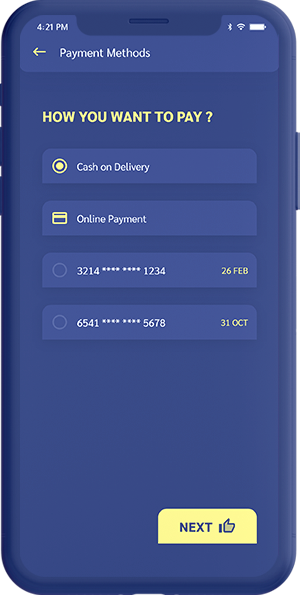 4:21 PM
Payment Methods
HOW YOU WANT TO PAY ?
Cash on Delivery
Online Payment
3214 **** **** 1234 26 FEB
6541 **** **** 5678 31 OCT
NEXT